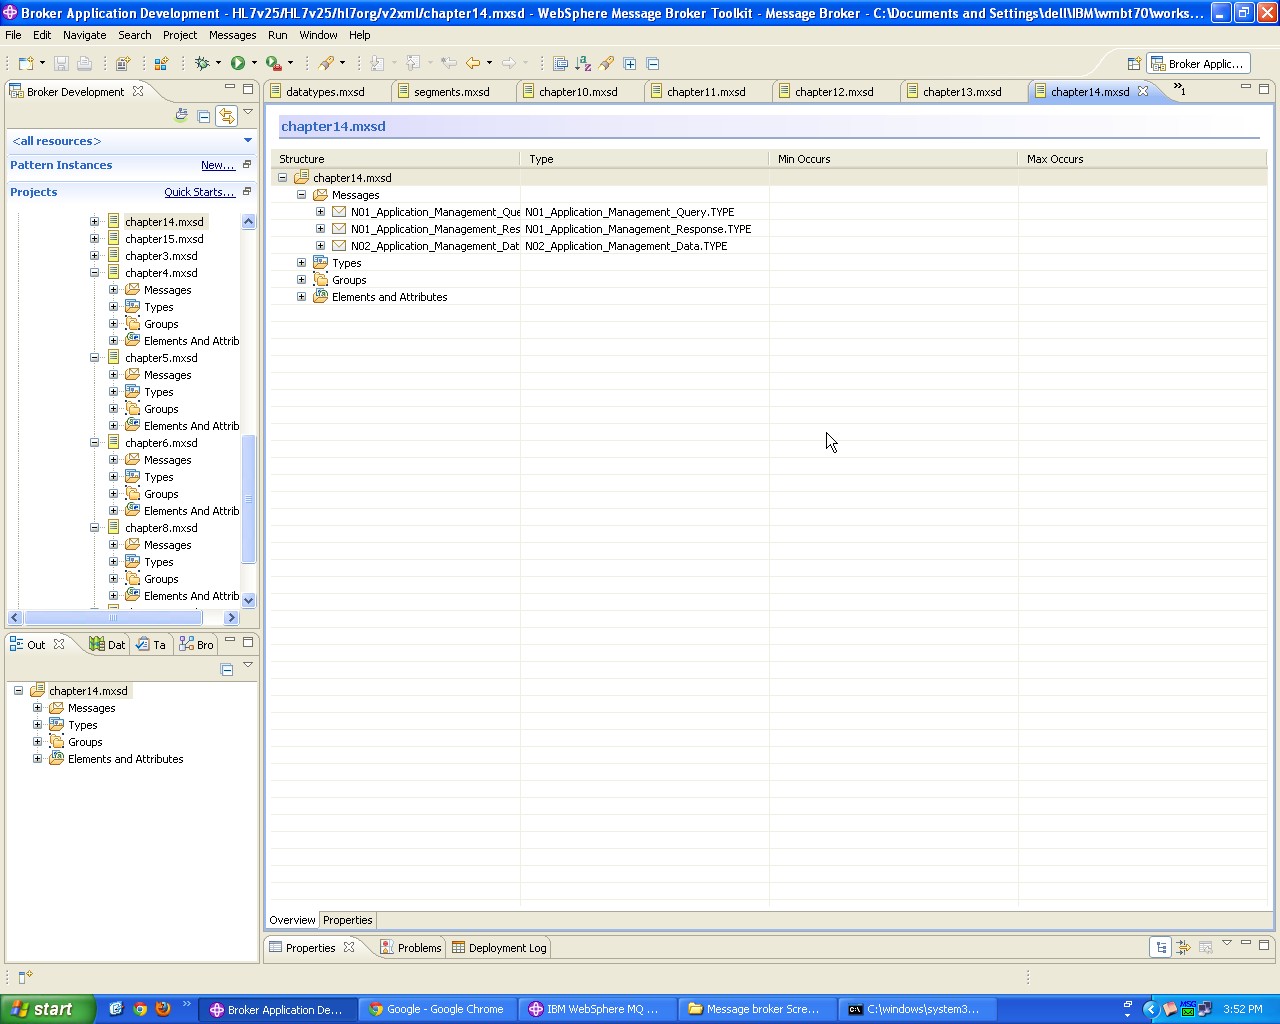 Broker Application Development - HL7v25/HL7v25/hl7org/v2xml/chapter14.mxsd - WebSphere Message Broker Toolkit - Message Broker - C:\Documents and Settings\dell\IBM\wmbt70\works...
File Edit Navigate Search Project Messages Run Window Help
Broker Applic...
Broker Development
datatypes.mxsd segments.mxsd chapter10.mxsd chapter11.mxsd chapter12.mxsd chapter13.mxsd chapter14.mxsd »1
<all resources>
Pattern Instances New...
Projects Quick Starts...
chapter14.mxsd
chapter15.mxsd
chapter3.mxsd
chapter4.mxsd
Messages
Types
Groups
Elements And Attrib
chapter5.mxsd
Messages
Types
Groups
Elements And Attrib
chapter6.mxsd
Messages
Types
Groups
Elements And Attrib
chapter8.mxsd
Messages
Types
Groups
Elements And Attrib
Out Dat Ta Bro
chapter14.mxsd
Messages
Types
Groups
Elements and Attributes
chapter14.mxsd
Structure Type Min Occurs Max Occurs
chapter14.mxsd
Messages
N01_Application_Management_Que N01_Application_Management_Query.TYPE
N01_Application_Management_Res N01_Application_Management_Response.TYPE
N02_Application_Management_Dat N02_Application_Management_Data.TYPE
Types
Groups
Elements and Attributes
Overview Properties
Properties Problems Deployment Log
start Broker Application De... Google - Google Chrome IBM WebSphere MQ ... Message broker Scre... C:\windows\system3... MSG 3:52 PM